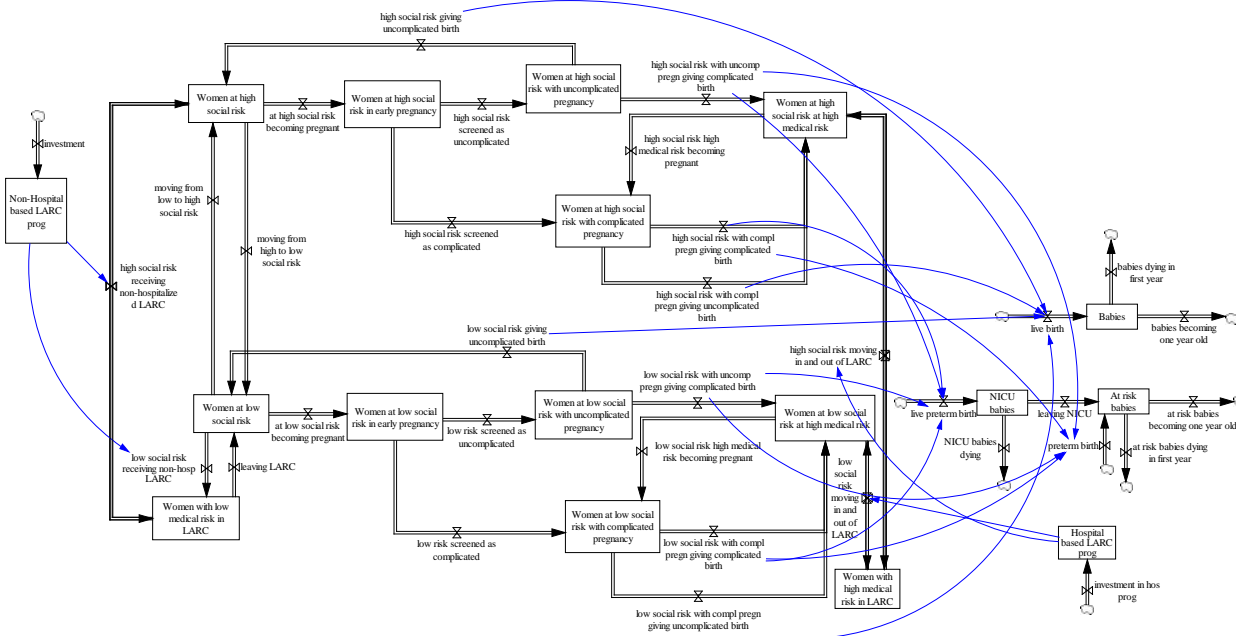 high social risk giving
uncomplicated birth
Women at high social
risk with uncomplicated
pregnancy
high social risk with uncomp
pregn giving complicated
birth
Women at high
social risk
at high social risk
becoming pregnant
Women at high social
risk in early pregnancy
high social risk
screened as
uncomplicated
Women at high
social risk at high
medical risk
investment
high social risk high
medical risk becoming
pregnant
Non-Hospital
based LARC
prog
moving from
low to high
social risk
Women at high social
risk with complicated
pregnancy
high social risk screened
as complicated
high social risk with compl
pregn giving complicated
birth
moving from
high to low
social risk
high social risk
receiving
non-hospitalize
d LARC
high social risk with compl
pregn giving uncomplicated
birth
babies dying in
first year
Babies
live birth
babies becoming
one year old
low social risk giving
uncomplicated birth
high social risk moving
in and out of LARC
low social risk with uncomp
pregn giving complicated birth
Women at low
social risk
at low social risk
becoming pregnant
Women at low social
risk in early pregnancy
low risk screened as
uncomplicated
Women at low social
risk with uncomplicated
pregnancy
Women at low social
risk at high medical risk
live preterm birth
NICU
babies
leaving NICU
At risk
babies
at risk babies
becoming one year old
NICU babies
dying
preterm birth
at risk babies dying
in first year
low social risk
receiving non-hosp
LARC
leaving LARC
low social risk high medical
risk becoming pregnant
low
social
risk
moving
in and
out of
LARC
Women with low
medical risk in
LARC
Women at low social
risk with complicated
pregnancy
low risk screened as
complicated
low social risk with compl
pregn giving complicated
birth
Hospital
based LARC
prog
Women with
high medical
risk in LARC
investment in hos
prog
low social risk with compl pregn
giving uncomplicated birth